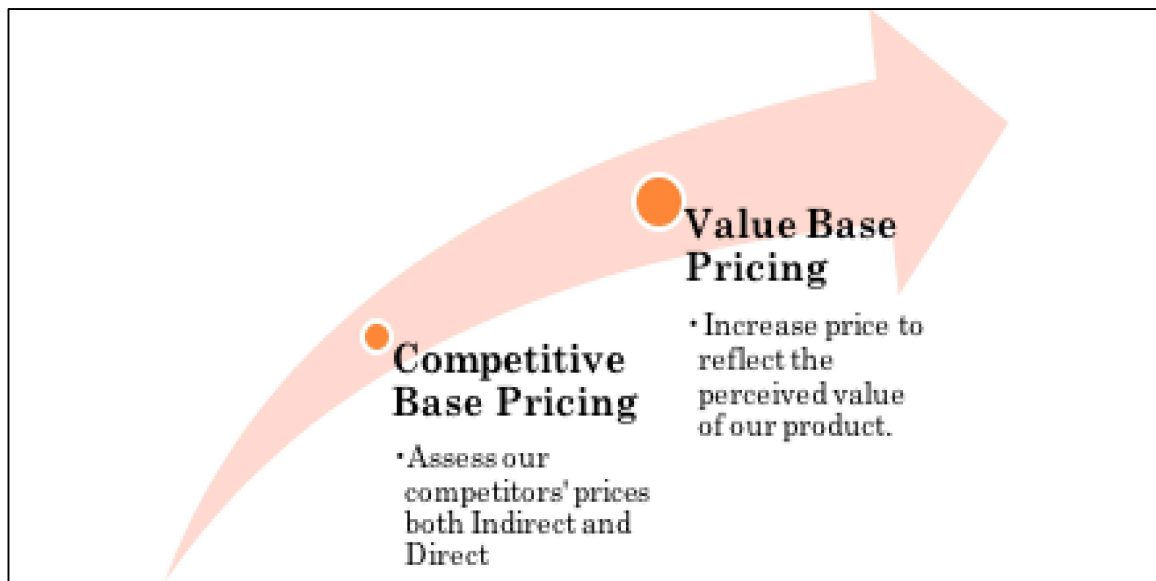 Value Base
Pricing
• Increase price to
reflect the
perceived value
of our product.
Competitive
Base Pricing
• Assess our
competitors' prices
both Indirect and
Direct